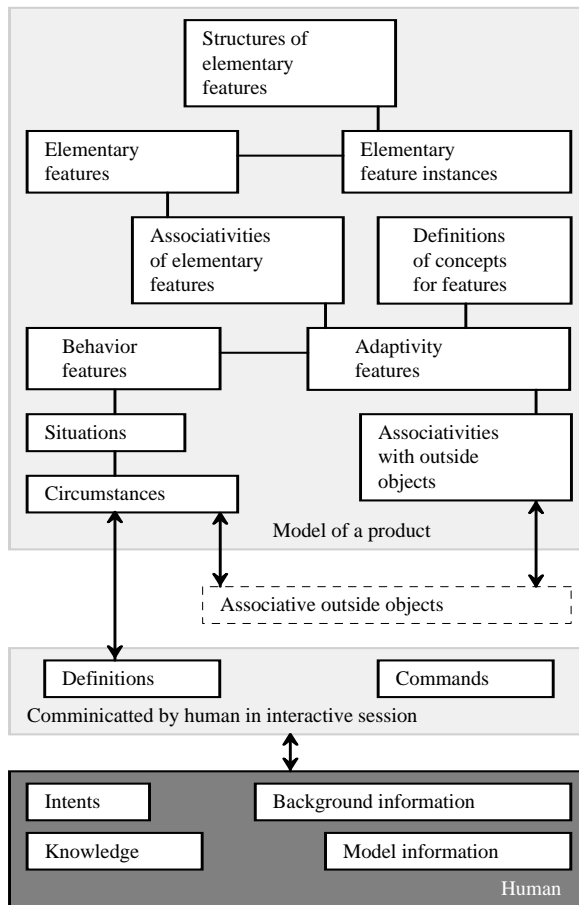 Structures of
elementary
features
Elementary
features
Elementary
feature instances
Associativities
of elementary
features
Definitions
of concepts
for features
Behavior
features
Adaptivity
features
Situations
Associativities
with outside
objects
Circumstances
Model of a product
Associative outside objects
Definitions
Commands
Comminicatted by human in interactive session
Intents
Background information
Knowledge
Model information
Human